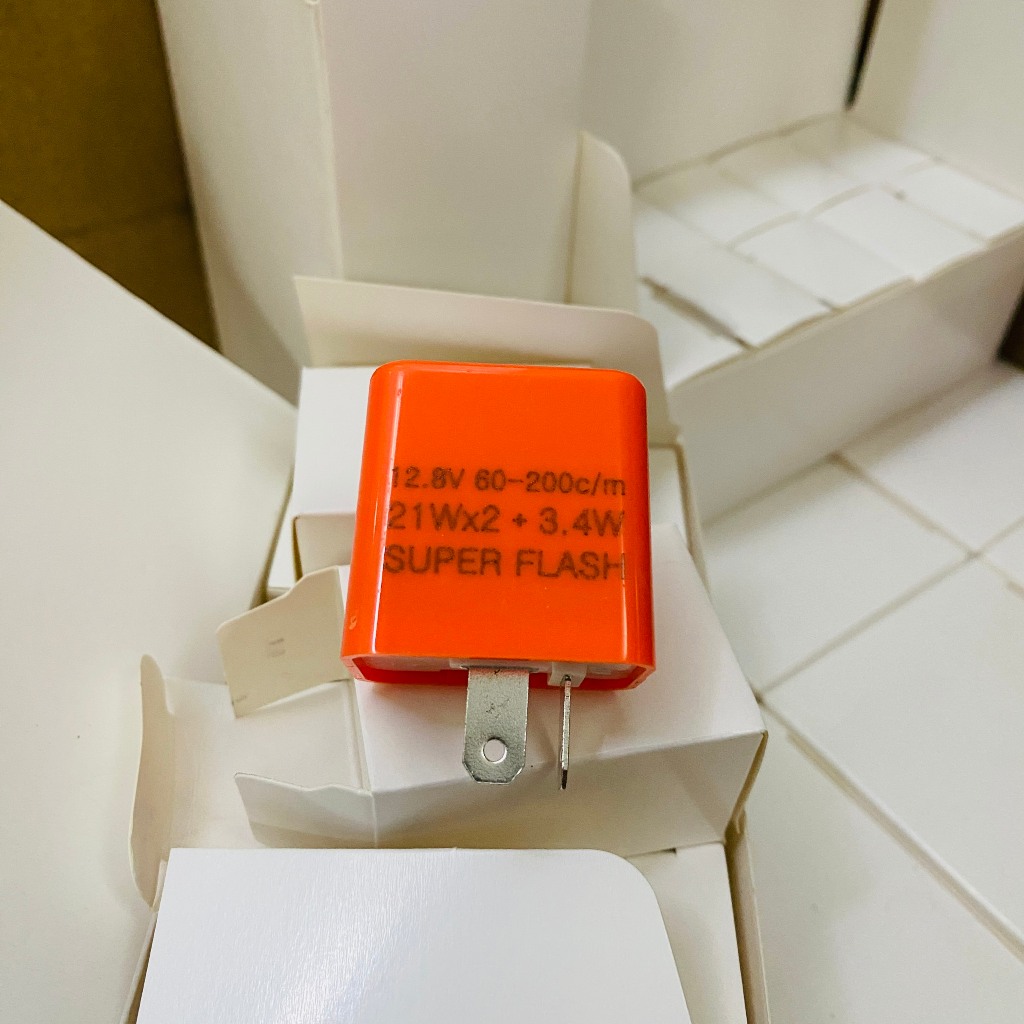 12.8V 60-200c/m
21Wx2 + 3.4W
SUPER FLASH